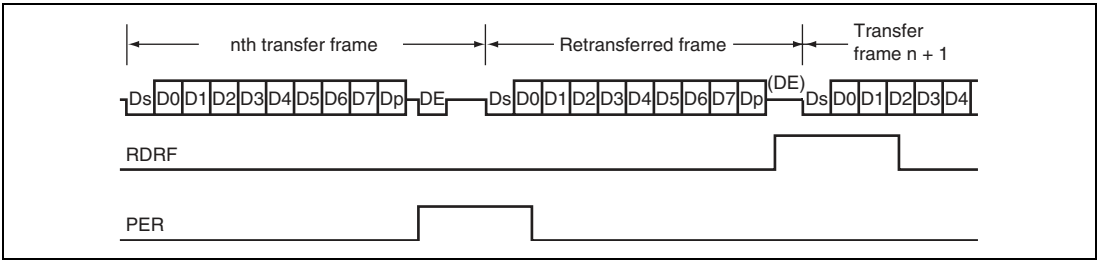 nth transfer frame
Retransferred frame
Transfer
frame n + 1
Ds D0 D1 D2 D3 D4 D5 D6 D7 Dp DE Ds D0 D1 D2 D3 D4 D5 D6 D7 Dp (DE) Ds D0 D1 D2 D3 D4
RDRF
PER